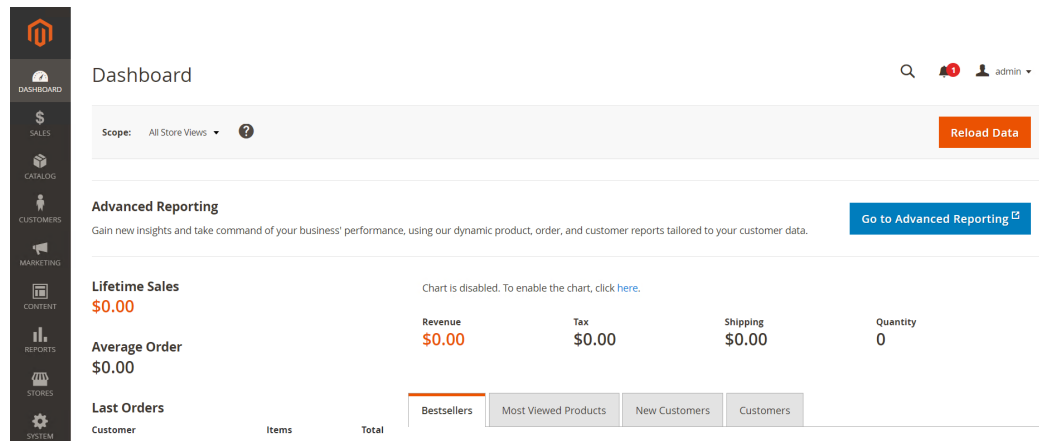 Dashboard
1
admin
DASHBOARD
SALES
CATALOG
CUSTOMERS
MARKETING
CONTENT
REPORTS
STORES
SYSTEM
Scope: All Store Views ?
Reload Data
Advanced Reporting
Gain new insights and take command of your business' performance, using our dynamic product, order, and customer reports tailored to your customer data.
Go to Advanced Reporting
Lifetime Sales
$0.00
Average Order
$0.00
Last Orders
Customer Items Total
Chart is disabled. To enable the chart, click here.
Revenue Tax Shipping Quantity
$0.00 $0.00 $0.00 0
Bestsellers Most Viewed Products New Customers Customers